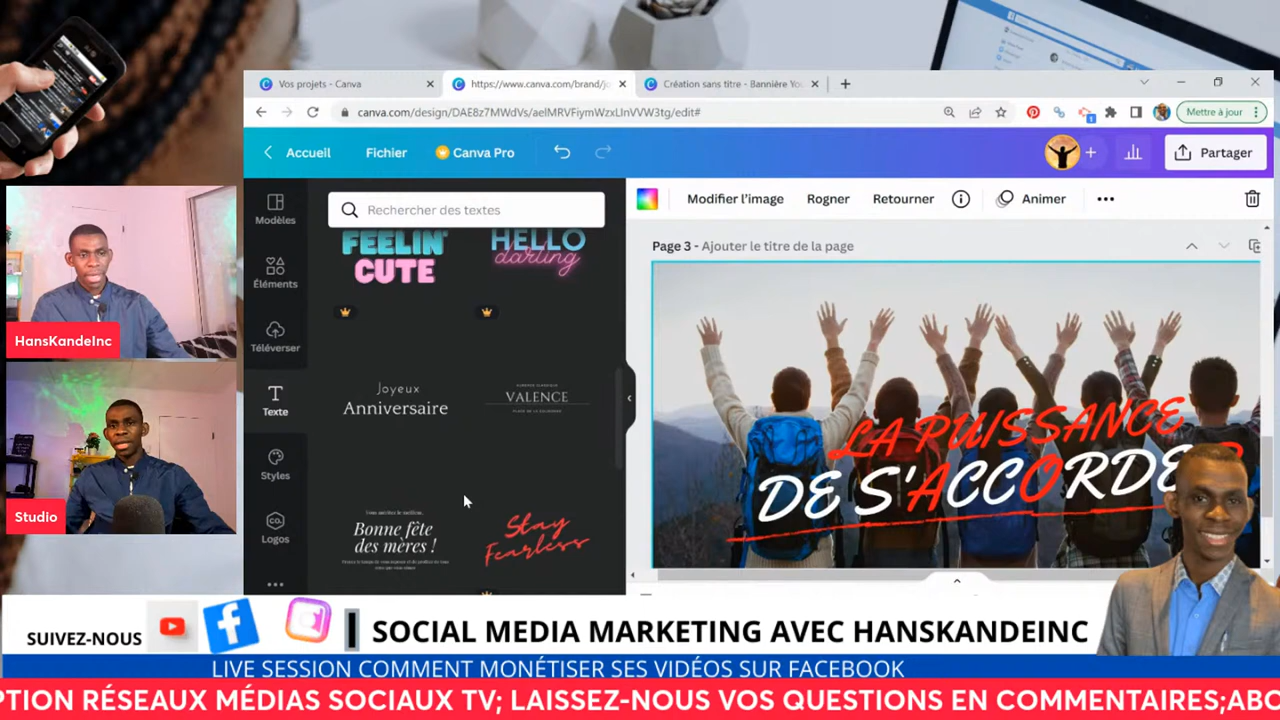 Vos projets - Canva
https://www.canva.com/brand/jo
Création sans titre - Bannière You
canva.com/design/DAE8z7MWdVs/aelMRVFiymWzxLlnVVW3tg/edit#
Mettre à jour
Accueil
Fichier
Canva Pro
Partager
Modèles
Éléments
Téléverser
Texte
Styles
CO.
Logos
Rechercher des textes
FEELIN'
CUTE
HELLO
darling
Joyeux
Anniversaire
VALENCE
Bonne fête
des mères !
Stay
Fearless
Modifier l'image
Rogner
Retourner
Animer
Page 3 - Ajouter le titre de la page
LA PUISSANCE
DE S'ACCORDE
HansKandeInc
Studio
SUIVEZ-NOUS
SOCIAL MEDIA MARKETING AVEC HANSKANDEINC
LIVE SESSION COMMENT MONÉTISER SES VIDÉOS SUR FACEBOOK
PTION RÉSEAUX MÉDIAS SOCIAUX TV; LAISSEZ-NOUS VOS QUESTIONS EN COMMENTAIRES;ABO